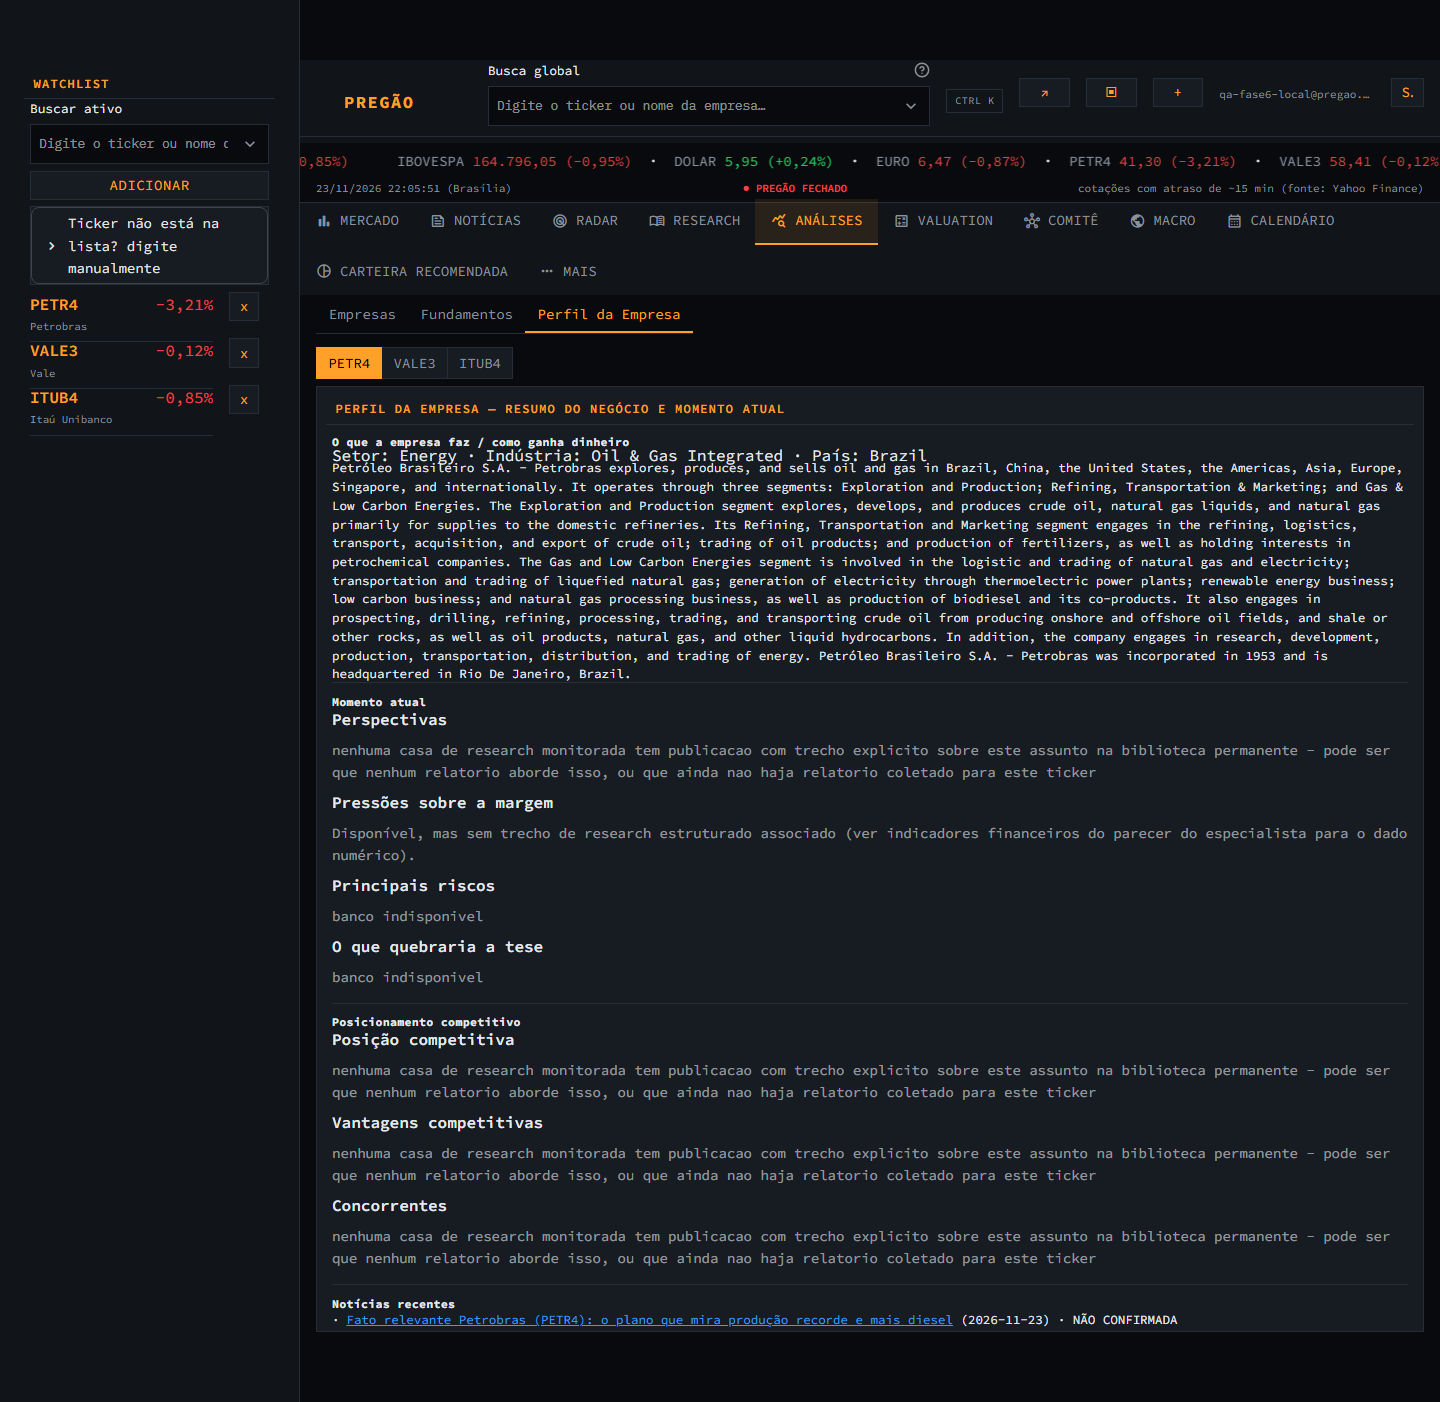 WATCHLIST
Buscar ativo
Digite o ticker ou nome
ADICIONAR
Ticker não está na
lista? digite
manualmente
PETR4 -3,21% x
Petrobras
VALE3 -0,12% x
Vale
ITUB4 -0,85% x
Itaú Unibanco
PREGÃO
Busca global
Digite o ticker ou nome da empresa…
CTRL K
+
qa-fase6-local@pregao.…
S.
0,85%) IBOVESPA 164.796,05 (-0,95%) • DOLAR 5,95 (+0,24%) • EURO 6,47 (-0,87%) • PETR4 41,30 (-3,21%) • VALE3 58,41 (-0,12%
23/11/2026 22:05:51 (Brasília) ● PREGÃO FECHADO cotações com atraso de ~15 min (fonte: Yahoo Finance)
MERCADO NOTÍCIAS RADAR RESEARCH ANÁLISES VALUATION COMITÊ MACRO CALENDÁRIO
CARTEIRA RECOMENDADA MAIS
Empresas Fundamentos Perfil da Empresa
PETR4 VALE3 ITUB4
PERFIL DA EMPRESA — RESUMO DO NEGÓCIO E MOMENTO ATUAL
O que a empresa faz / como ganha dinheiro
Setor: Energy · Indústria: Oil & Gas Integrated · País: Brazil
Petróleo Brasileiro S.A. - Petrobras explores, produces, and sells oil and gas in Brazil, China, the United States, the Americas, Asia, Europe,
Singapore, and internationally. It operates through three segments: Exploration and Production; Refining, Transportation & Marketing; and Gas &
Low Carbon Energies. The Exploration and Production segment explores, develops, and produces crude oil, natural gas liquids, and natural gas
primarily for supplies to the domestic refineries. Its Refining, Transportation and Marketing segment engages in the refining, logistics,
transport, acquisition, and export of crude oil; trading of oil products; and production of fertilizers, as well as holding interests in
petrochemical companies. The Gas and Low Carbon Energies segment is involved in the logistic and trading of natural gas and electricity;
transportation and trading of liquefied natural gas; generation of electricity through thermoelectric power plants; renewable energy business;
low carbon business; and natural gas processing business, as well as production of biodiesel and its co-products. It also engages in
prospecting, drilling, refining, processing, trading, and transporting crude oil from producing onshore and offshore oil fields, and shale or
other rocks, as well as oil products, natural gas, and other liquid hydrocarbons. In addition, the company engages in research, development,
production, transportation, distribution, and trading of energy. Petróleo Brasileiro S.A. - Petrobras was incorporated in 1953 and is
headquartered in Rio De Janeiro, Brazil.
Momento atual
Perspectivas
nenhuma casa de research monitorada tem publicacao com trecho explicito sobre este assunto na biblioteca permanente - pode ser
que nenhum relatorio aborde isso, ou que ainda nao haja relatorio coletado para este ticker
Pressões sobre a margem
Disponível, mas sem trecho de research estruturado associado (ver indicadores financeiros do parecer do especialista para o dado
numérico).
Principais riscos
banco indisponivel
O que quebraria a tese
banco indisponivel
Posicionamento competitivo
Posição competitiva
nenhuma casa de research monitorada tem publicacao com trecho explicito sobre este assunto na biblioteca permanente - pode ser
que nenhum relatorio aborde isso, ou que ainda nao haja relatorio coletado para este ticker
Vantagens competitivas
nenhuma casa de research monitorada tem publicacao com trecho explicito sobre este assunto na biblioteca permanente - pode ser
que nenhum relatorio aborde isso, ou que ainda nao haja relatorio coletado para este ticker
Concorrentes
nenhuma casa de research monitorada tem publicacao com trecho explicito sobre este assunto na biblioteca permanente - pode ser
que nenhum relatorio aborde isso, ou que ainda nao haja relatorio coletado para este ticker
Notícias recentes
· Fato relevante Petrobras (PETR4): o plano que mira produção recorde e mais diesel (2026-11-23) · NÃO CONFIRMADA